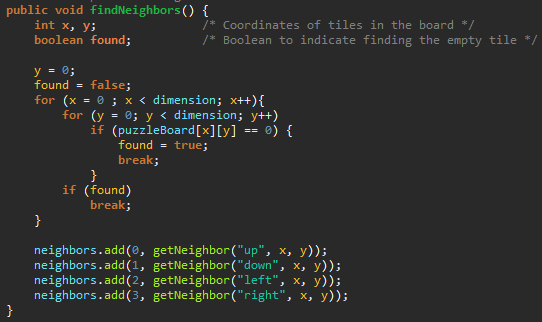 public void findNeighbors() {
    int x, y;               /* Coordinates of tiles in the board */
    boolean found;          /* Boolean to indicate finding the empty tile */
    y = 0;
    found = false;
    for (x = 0 ; x < dimension; x++){
        for (y = 0; y < dimension; y++)
            if (puzzleBoard[x][y] == 0) {
                found = true;
                break;
            }
        if (found)
            break;
    }
    neighbors.add(0, getNeighbor("up", x, y));
    neighbors.add(1, getNeighbor("down", x, y));
    neighbors.add(2, getNeighbor("left", x, y));
    neighbors.add(3, getNeighbor("right", x, y));
}